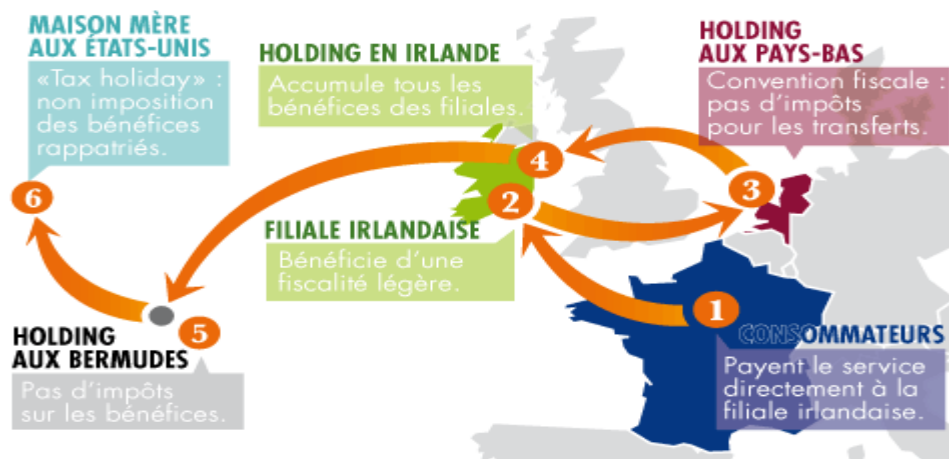 MAISON MÈRE
AUX ÉTATS-UNIS
«Tax holiday» :
non imposition
des bénéfices
rappatriés.
HOLDING EN IRLANDE
Accumule tous les
bénéfices des filiales.
HOLDING
AUX PAYS-BAS
Convention fiscale :
pas d'impôts
pour les transferts.
6
4
3
2
FILIALE IRLANDAISE
Bénéficie d'une
fiscalité légère.
1
CONSOMMATEURS
Payent le service
directement à la
filiale irlandaise.
5
HOLDING
AUX BERMUDES
Pas d'impôts
sur les bénéfices.